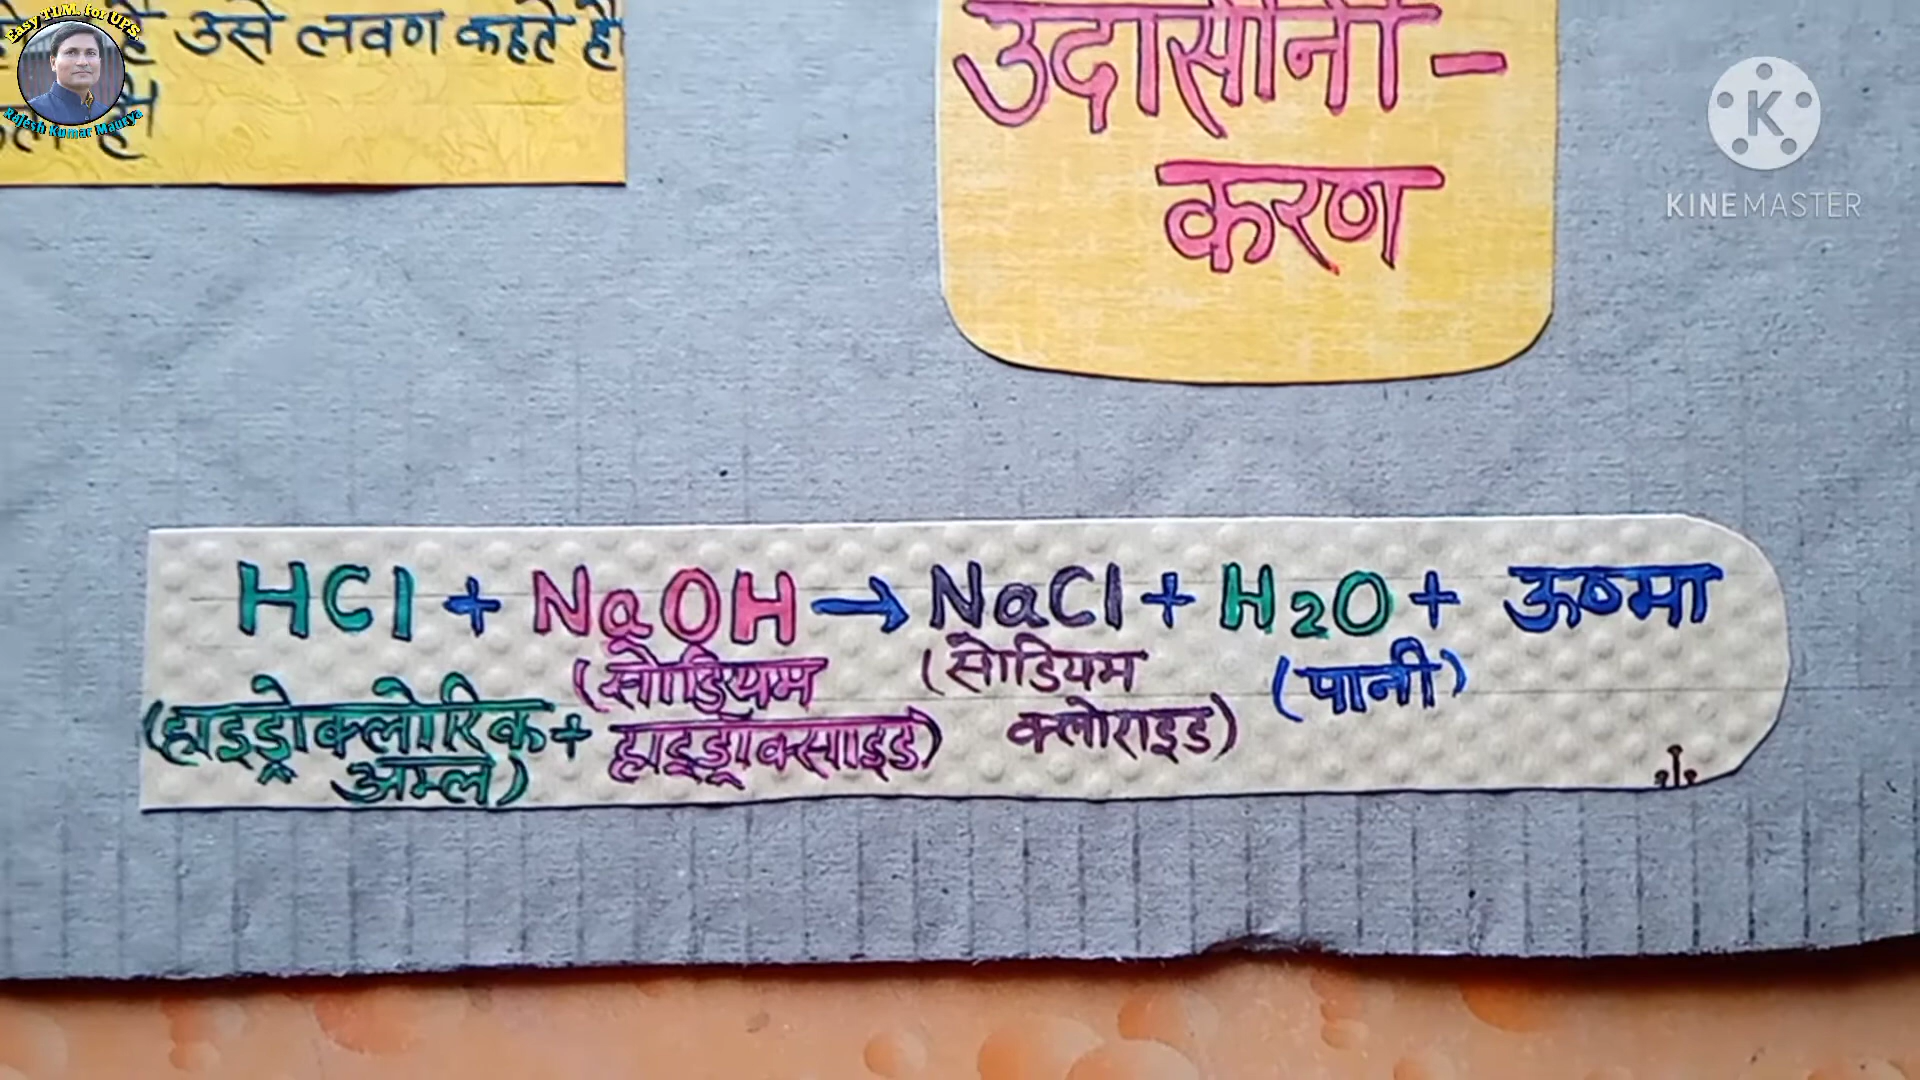 Easy T.L.M. for UPS.
है उसे लवण कहते हैं
Rajesh Kumar Maurya
है।
उदासीनी -
करण
K
KINEMASTER
HCl + NaOH → NaCl + H2O + ऊष्मा
(हाइड्रोक्लोरिक + (सोडियम (सोडियम (पानी)
अम्ल) हाइड्रॉक्साइड) क्लोराइड)